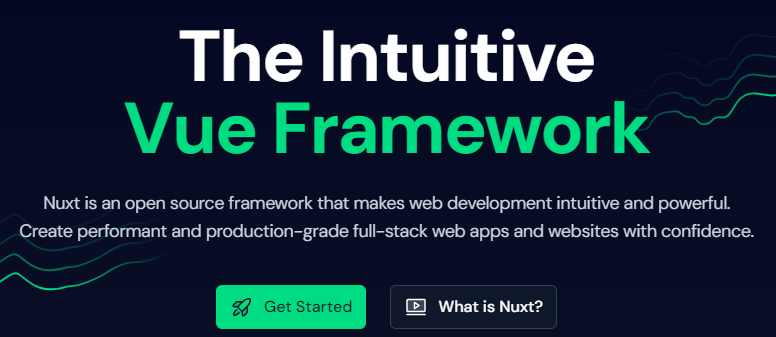 The Intuitive
Vue Framework
Nuxt is an open source framework that makes web development intuitive and powerful.
Create performant and production-grade full-stack web apps and websites with confidence.
Get Started
What is Nuxt?